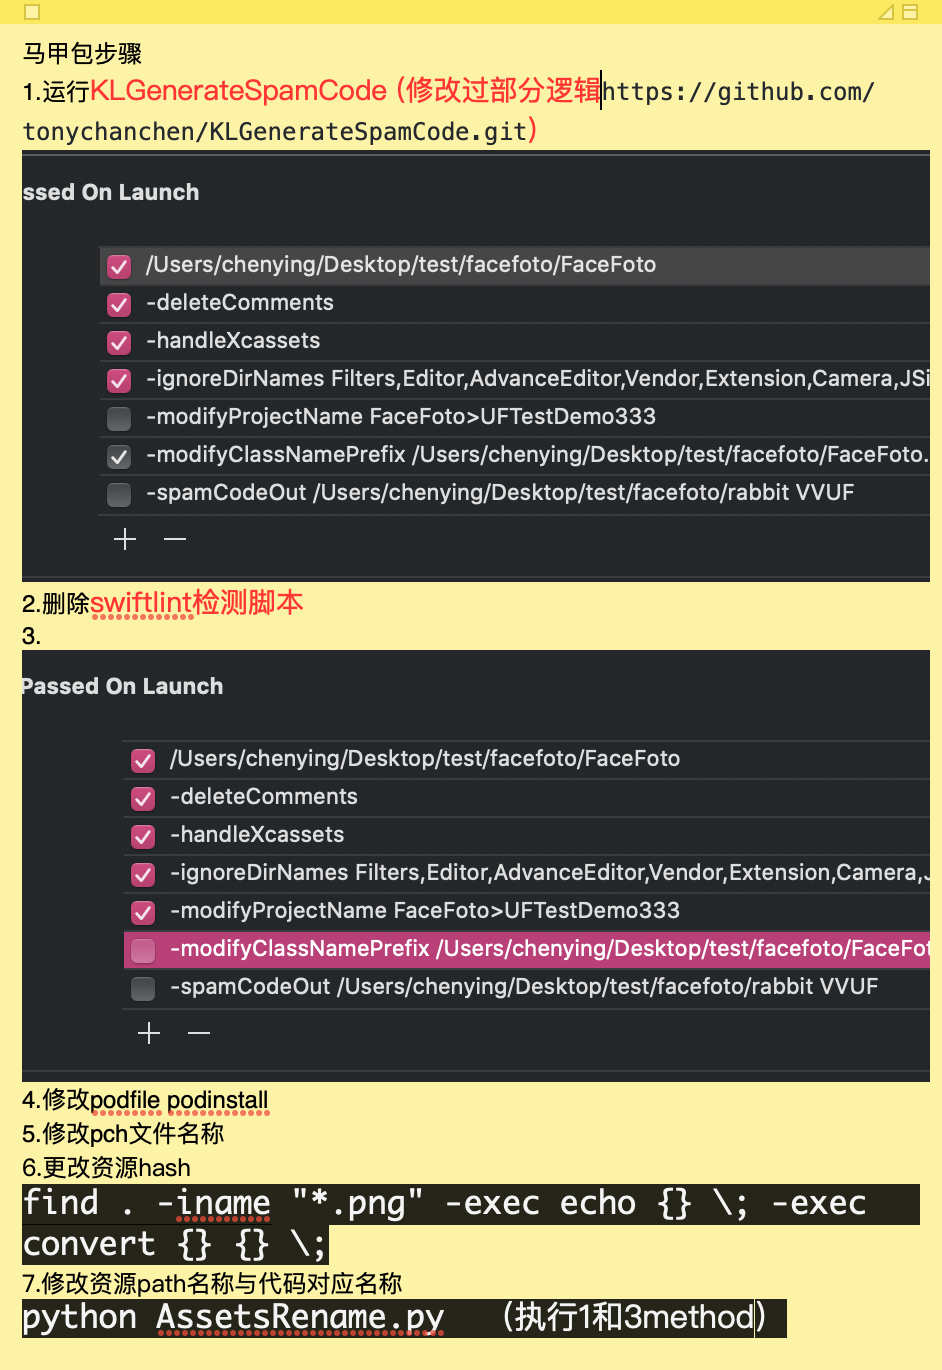 马甲包步骤
1.运行KLGenerateSpamCode (修改过部分逻辑https://github.com/
tonychanchen/KLGenerateSpamCode.git)
ssed On Launch
/Users/chenying/Desktop/test/facefoto/FaceFoto
-deleteComments
-handleXcassets
-ignoreDirNames Filters,Editor,AdvanceEditor,Vendor,Extension,Camera,JSi
-modifyProjectName FaceFoto>UFTestDemo333
-modifyClassNamePrefix /Users/chenying/Desktop/test/facefoto/FaceFoto.
-spamCodeOut /Users/chenying/Desktop/test/facefoto/rabbit VVUF
2.删除swiftlint检测脚本
3.
Passed On Launch
/Users/chenying/Desktop/test/facefoto/FaceFoto
-deleteComments
-handleXcassets
-ignoreDirNames Filters,Editor,AdvanceEditor,Vendor,Extension,Camera,J
-modifyProjectName FaceFoto>UFTestDemo333
-modifyClassNamePrefix /Users/chenying/Desktop/test/facefoto/FaceFot
-spamCodeOut /Users/chenying/Desktop/test/facefoto/rabbit VVUF
4.修改podfile podinstall
5.修改pch文件名称
6.更改资源hash
find . -iname "*.png" -exec echo {} \; -exec
convert {} {} \;
7.修改资源path名称与代码对应名称
python AssetsRename.py （执行1和3method）